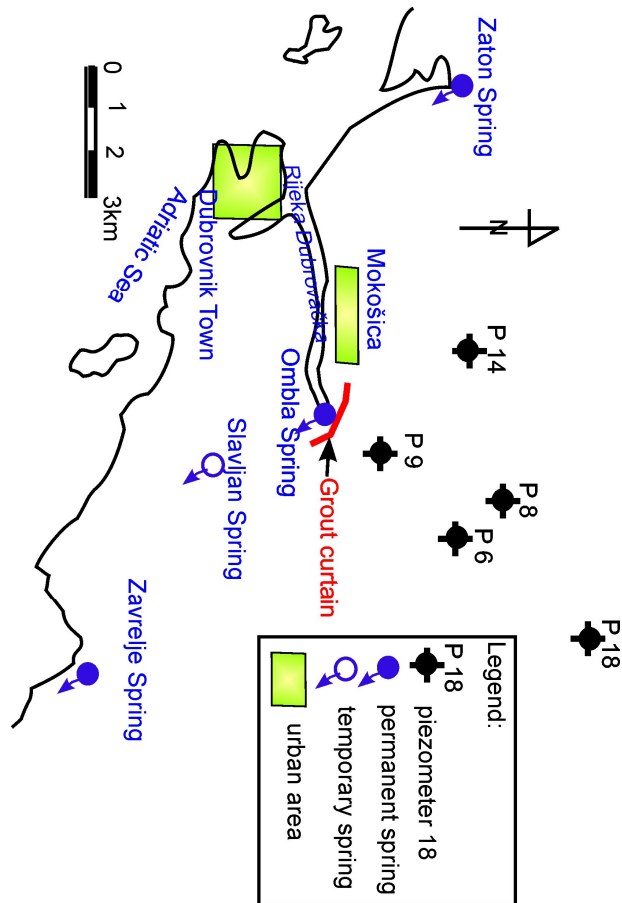 Zaton Spring
N
P 14
P 9
P 8
P 6
P 18
Mokošica
Rijeka Dubrovačka
Ombla Spring
Grout curtain
Dubrovnik Town
Slavljan Spring
Adriatic Sea
Zavrelje Spring
0 1 2 3km
Legend:
P 18 piezometer 18
permanent spring
temporary spring
urban area